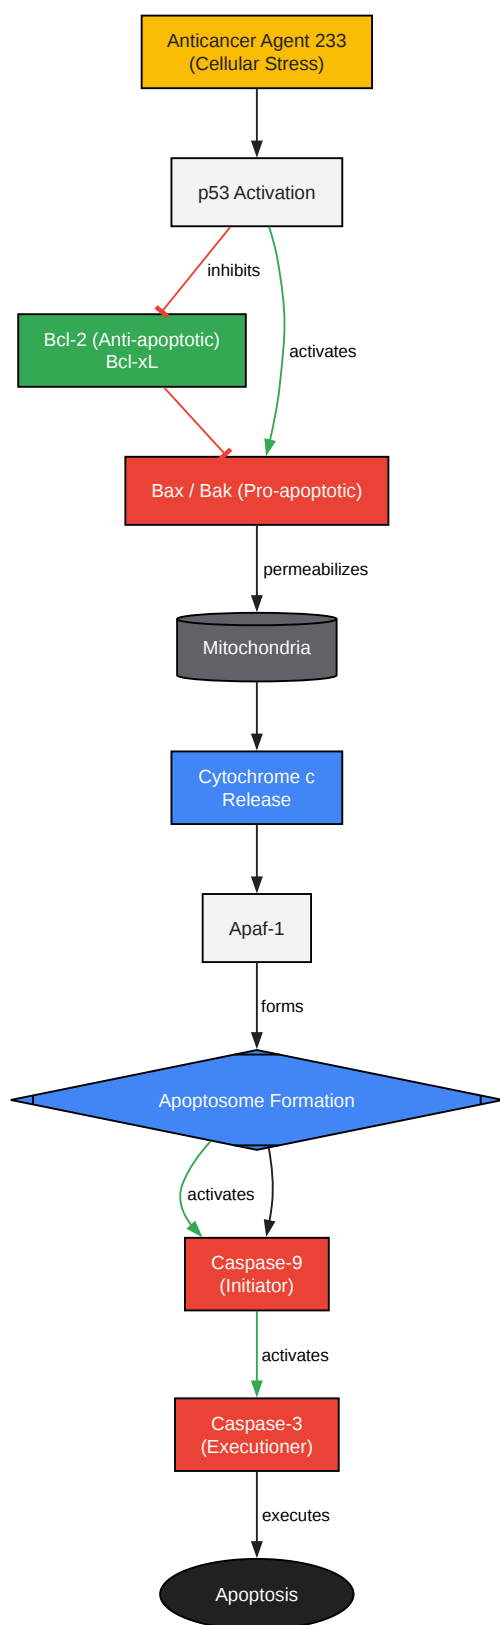 Anticancer Agent 233
(Cellular Stress)
p53 Activation
inhibits
Bcl-2 (Anti-apoptotic)
Bcl-xL
activates
Bax / Bak (Pro-apoptotic)
permeabilizes
Mitochondria
Cytochrome c
Release
Apaf-1
forms
Apoptosome Formation
activates
Caspase-9
(Initiator)
activates
Caspase-3
(Executioner)
executes
Apoptosis